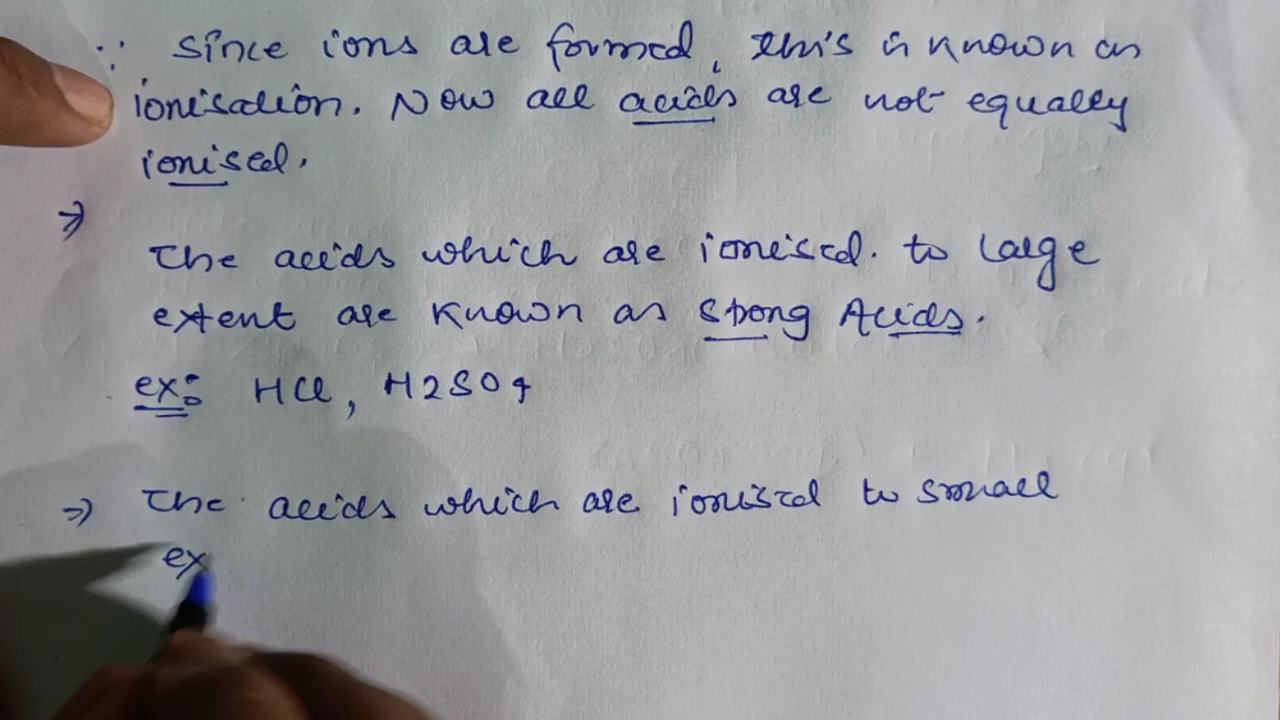 ∴ Since ions are formed, this is known as
ionisation. Now all acids are not equally
ionised.
⇒
The acids which are ionised. to large
extent are known as Strong Acids.
ex: HCl, H2SO4
⇒ The acids which are ionised to small
ex